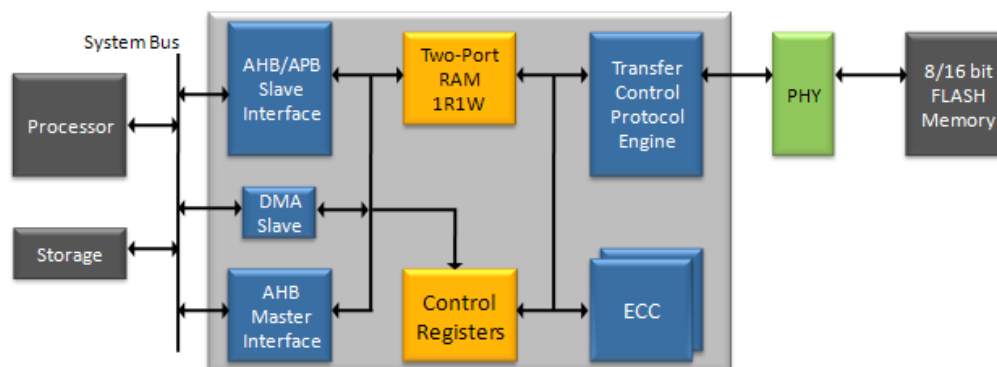 System Bus
Processor
Storage
AHB/APB
Slave
Interface
DMA
Slave
AHB
Master
Interface
Two-Port
RAM
1R1W
Control
Registers
Transfer
Control
Protocol
Engine
ECC
PHY
8/16 bit
FLASH
Memory